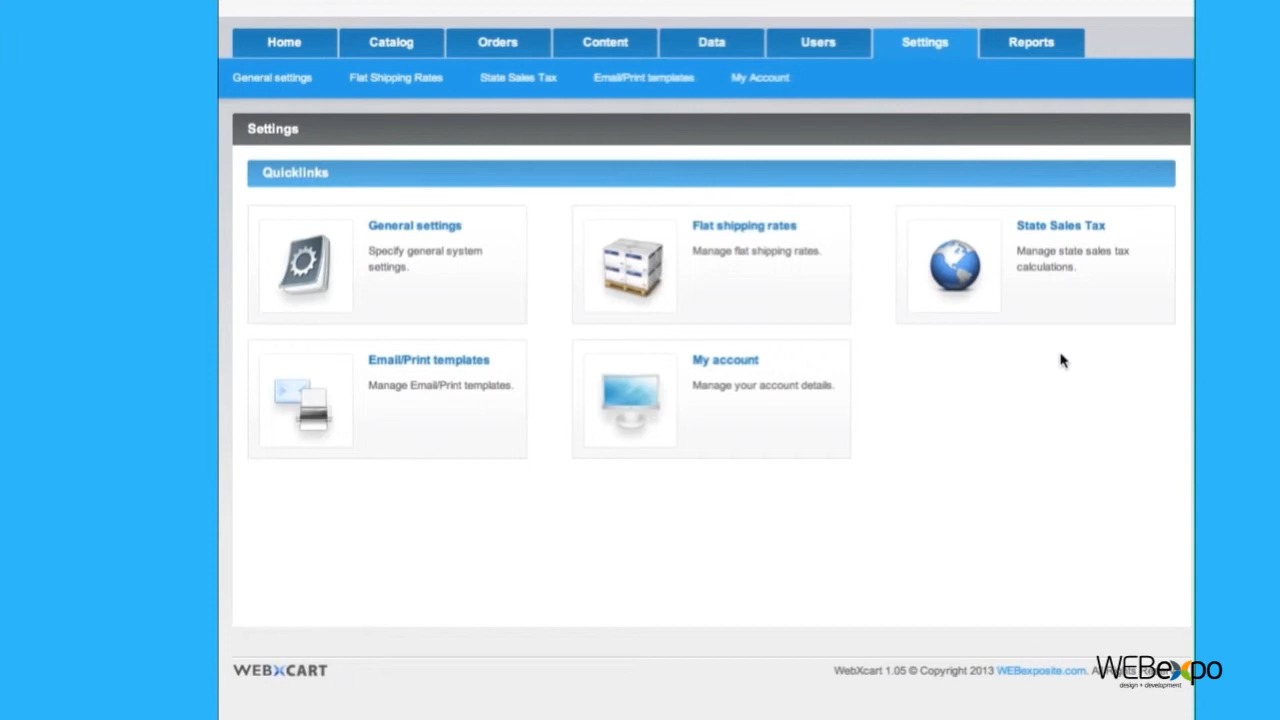 Home Catalog Orders Content Data Users Settings Reports
General settings Flat Shipping Rates State Sales Tax Email/Print templates My Account
Settings
Quicklinks
General settings
Specify general system
settings.
Flat shipping rates
Manage flat shipping rates.
State Sales Tax
Manage state sales tax
calculations.
Email/Print templates
Manage Email/Print templates.
My account
Manage your account details.
WEBXCART
WebXcart 1.05 © Copyright 2013 WEBexposite.com.
WEBexpo
design + development